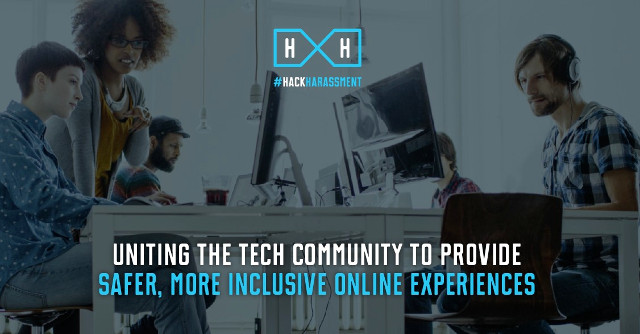 H H
#HACKHARASSMENT
UNITING THE TECH COMMUNITY TO PROVIDE
SAFER, MORE INCLUSIVE ONLINE EXPERIENCES